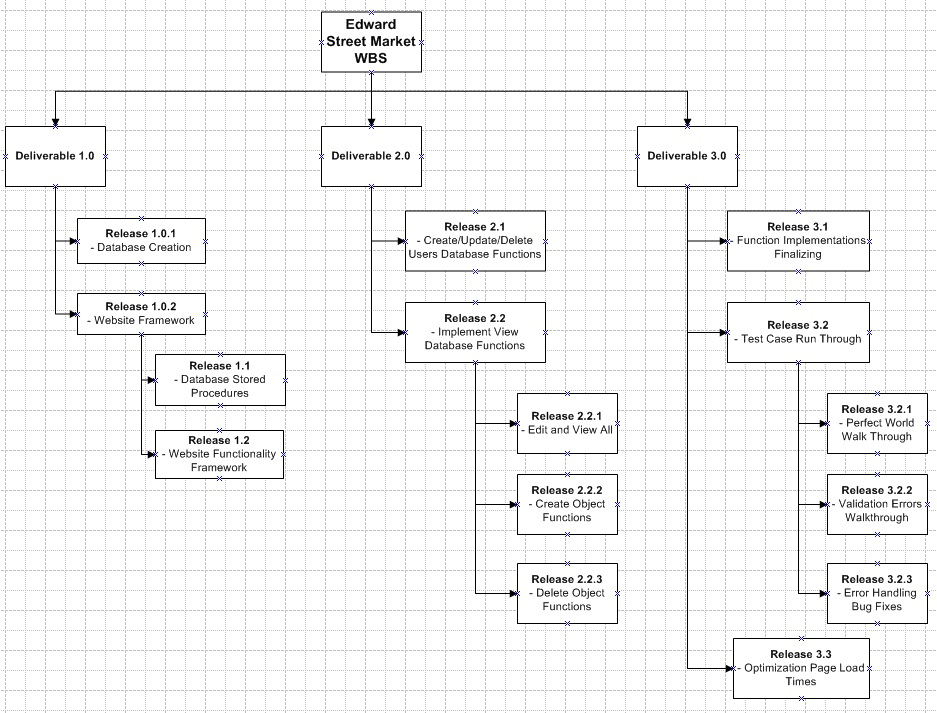 Edward
Street Market
WBS
Deliverable 1.0
Deliverable 2.0
Deliverable 3.0
Release 1.0.1
- Database Creation
Release 1.0.2
- Website Framework
Release 1.1
- Database Stored
Procedures
Release 1.2
- Website Functionality
Framework
Release 2.1
- Create/Update/Delete
Users Database Functions
Release 2.2
- Implement View
Database Functions
Release 2.2.1
- Edit and View All
Release 2.2.2
- Create Object
Functions
Release 2.2.3
- Delete Object
Functions
Release 3.1
- Function Implementations
Finalizing
Release 3.2
- Test Case Run Through
Release 3.2.1
- Perfect World
Walk Through
Release 3.2.2
- Validation Errors
Walkthrough
Release 3.2.3
- Error Handling
Bug Fixes
Release 3.3
- Optimization Page Load
Times